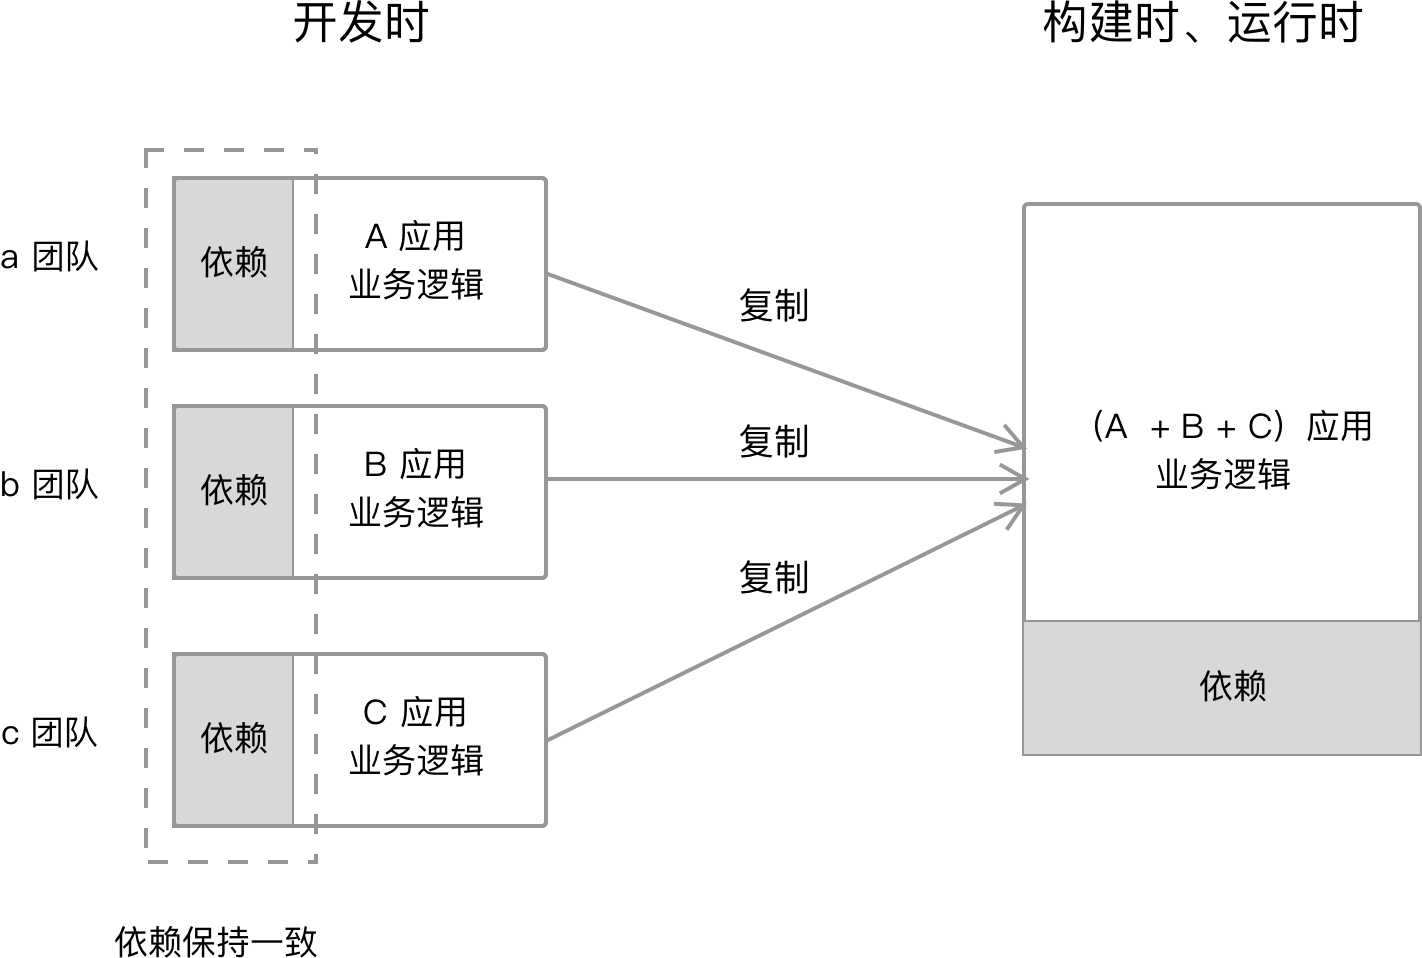 开发时
构建时、运行时
a 团队
依赖
A 应用
业务逻辑
复制
b 团队
依赖
B 应用
业务逻辑
复制
（A + B + C）应用
业务逻辑
复制
c 团队
依赖
C 应用
业务逻辑
依赖
依赖保持一致